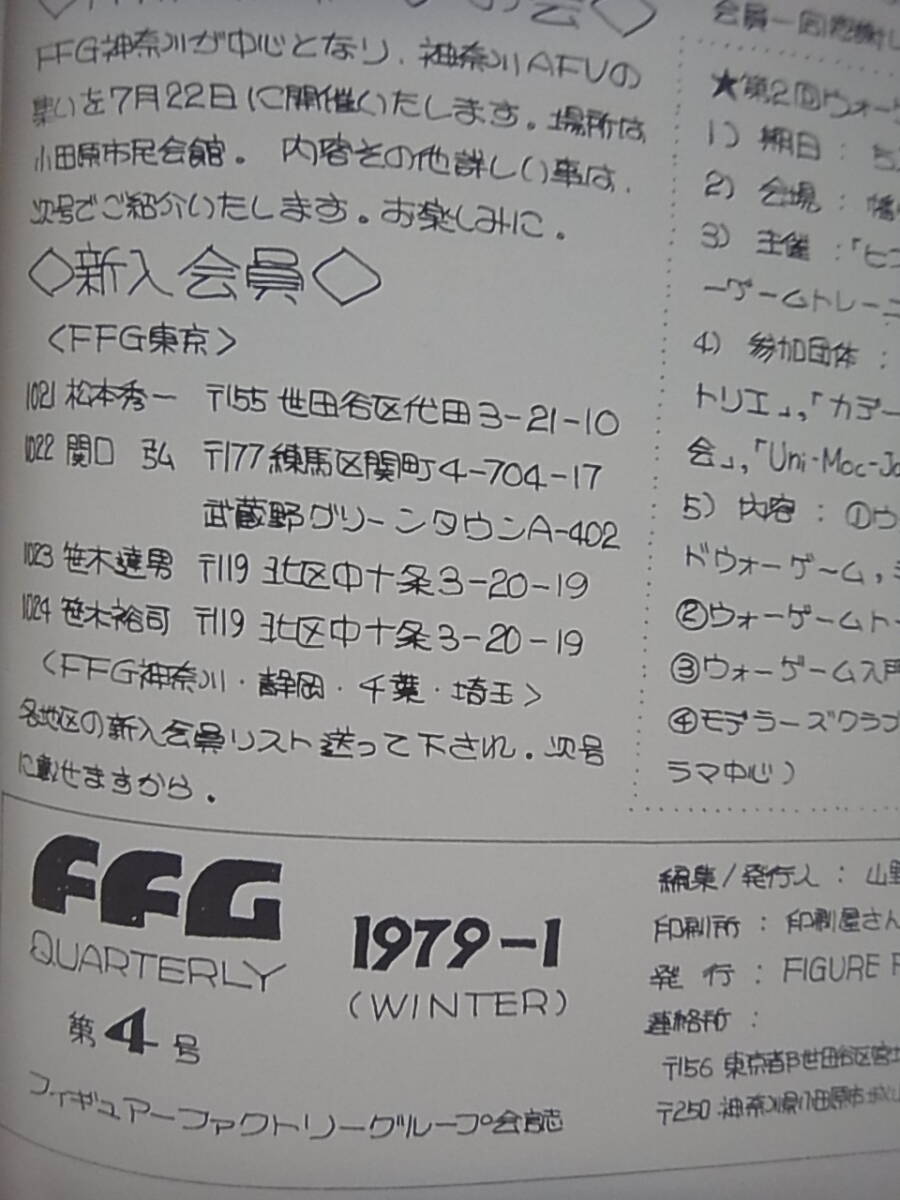 会◇
FFG神奈川が中心となり、神奈川AFVの
集いを7月22日に開催いたします。場所は
小田原市民会館。内容その他詳しい事は、
次号でご紹介いたします。お楽しみに。
◇新入会員◇
<FFG東京>
1021 松本秀一 〒155 世田谷区代田3-21-10
1022 関口 弘 〒177 練馬区関町4-704-17
武蔵野グリーンタウンA-402
1023 笹木達男 〒119 北区中十条3-20-19
1024 笹木裕司 〒119 北区中十条3-20-19
<FFG神奈川・静岡・千葉・埼玉>
各地区の新入会員リスト送って下され。次号
に載せますから。
会員一同
★第2回ウォー
1) 期日:
2) 会場:
3) 主催:「ヒ
ーゲームトレーニ
4) 参加団体:
トリエ」,「カデ
会」,「Uni-Moc-Ja
5) 内容: ①ウ
ドウォーゲーム,
②ウォーゲームト
③ウォーゲーム入門
④モデラーズクラブ
ラマ中心)
FFG
QUARTERLY
1979-1
(WINTER)
第4号
フィギュアーファクトリーグループ会誌
編集/発行人: 山
印刷所: 印刷屋さん
発行: FIGURE F
連絡所:
〒156 東京都世田谷区
〒250 神奈川県小田原市